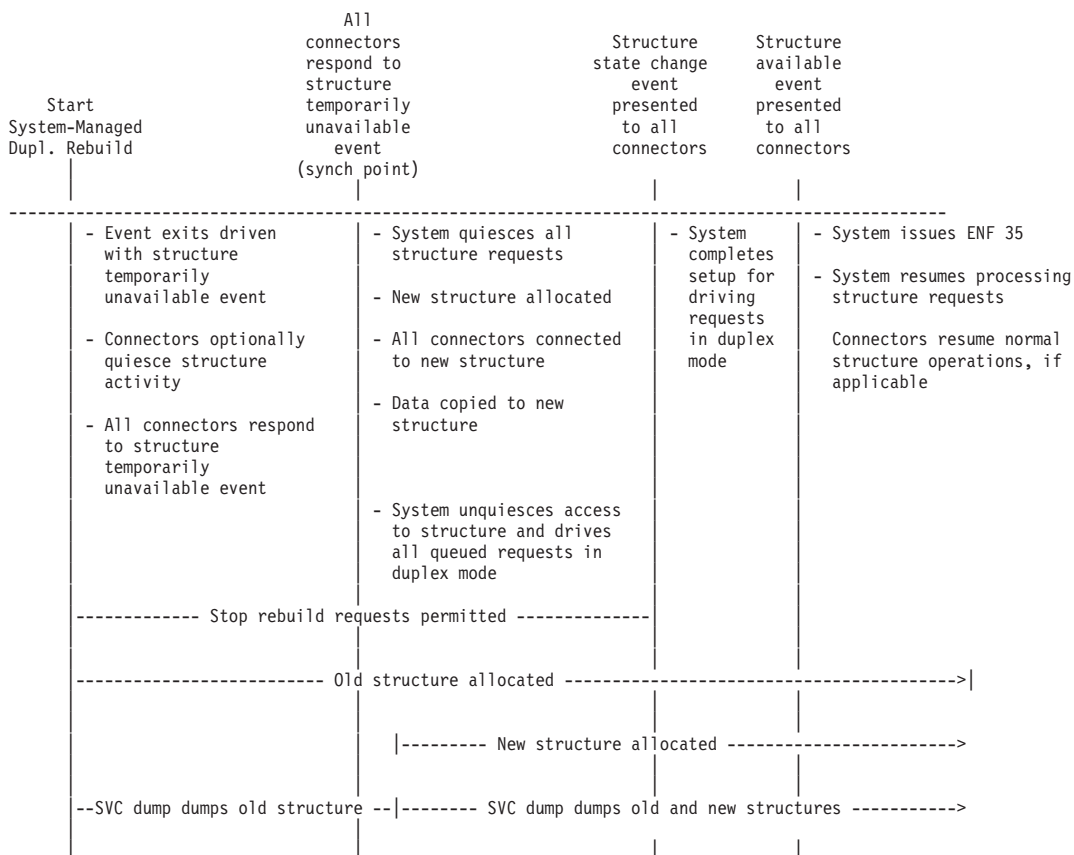 Start
System-Managed
Dupl. Rebuild
All
connectors
respond to
structure
temporarily
unavailable
event
(synch point)
Structure
state change
event
presented
to all
connectors
Structure
available
event
presented
to all
connectors
- Event exits driven
with structure
temporarily
unavailable event
- Connectors optionally
quiesce structure
activity
- All connectors respond
to structure
temporarily
unavailable event
- System quiesces all
structure requests
- New structure allocated
- All connectors connected
to new structure
- Data copied to new
structure
- System unquiesces access
to structure and drives
all queued requests in
duplex mode
- System
completes
setup for
driving
requests
in duplex
mode
- System issues ENF 35
- System resumes processing
structure requests
Connectors resume normal
structure operations, if
applicable
Stop rebuild requests permitted
Old structure allocated
New structure allocated
SVC dump dumps old structure
SVC dump dumps old and new structures